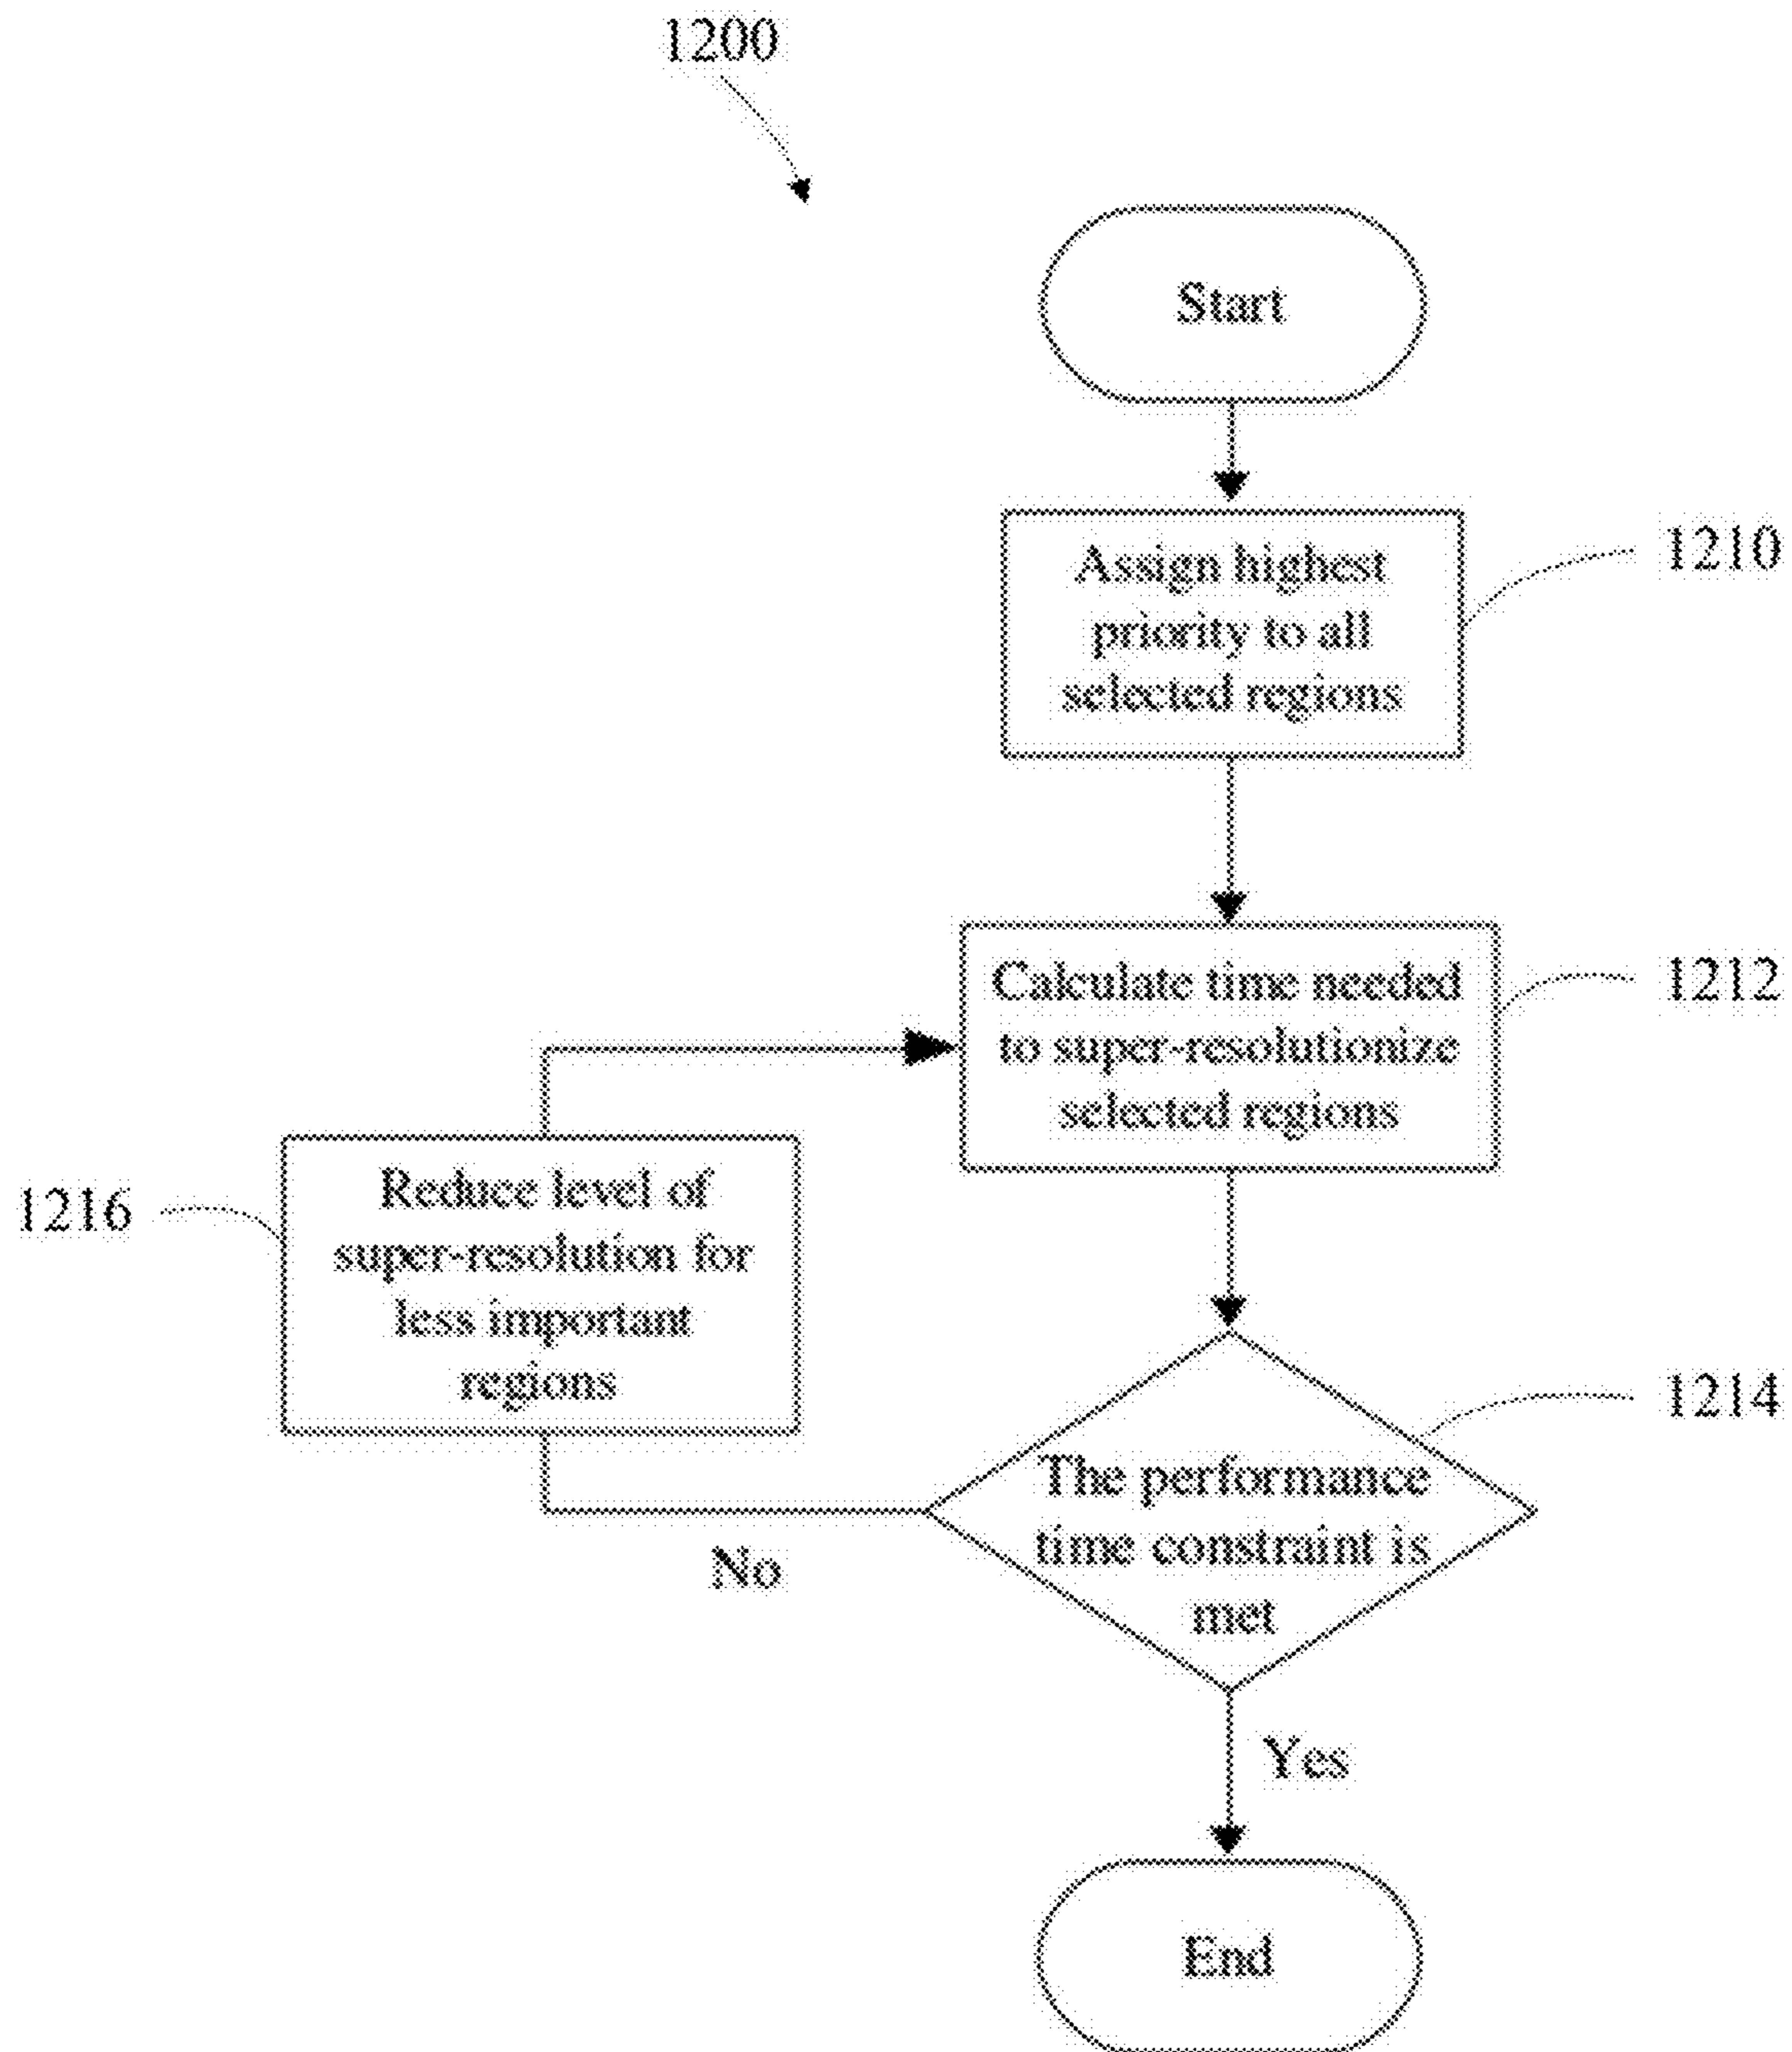 1200
Start
Assign highest
priority to all
selected regions
1210
Calculate time needed
to super-resolutionize
selected regions
1212
Reduce level of
super-resolution for
less important
regions
1216
The performance
time constraint is
met
1214
No
Yes
End